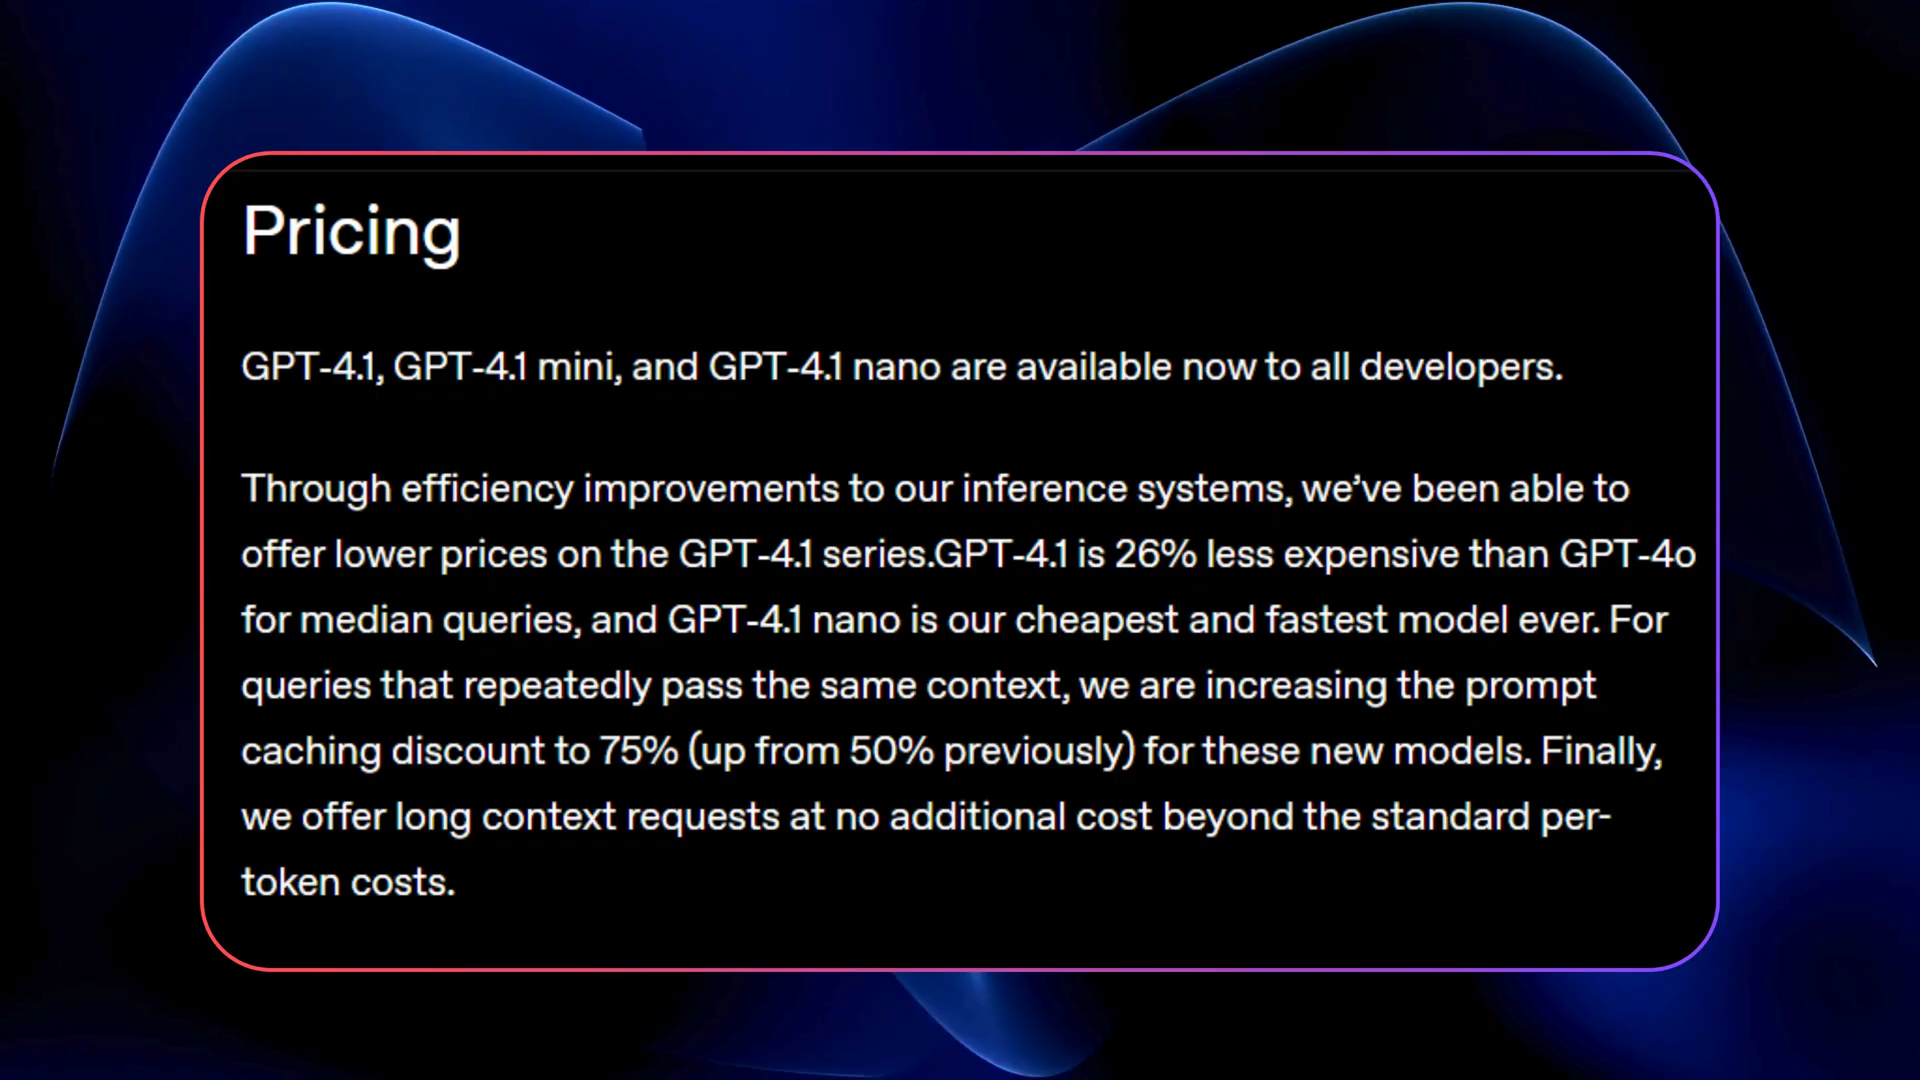 Pricing
GPT-4.1, GPT-4.1 mini, and GPT-4.1 nano are available now to all developers.
Through efficiency improvements to our inference systems, we’ve been able to
offer lower prices on the GPT-4.1 series.GPT-4.1 is 26% less expensive than GPT-4o
for median queries, and GPT-4.1 nano is our cheapest and fastest model ever. For
queries that repeatedly pass the same context, we are increasing the prompt
caching discount to 75% (up from 50% previously) for these new models. Finally,
we offer long context requests at no additional cost beyond the standard per-
token costs.